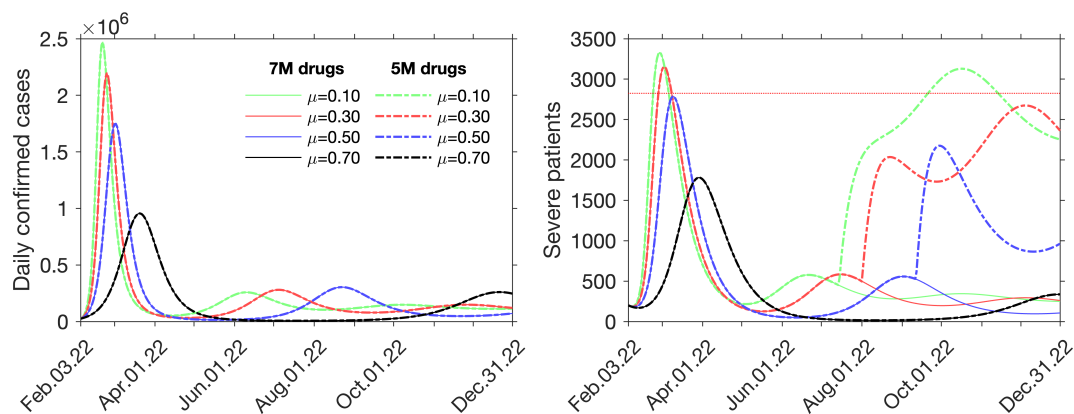 ×10⁶
2.5
2
1.5
1
0.5
0
Daily confirmed cases
7M drugs 5M drugs
μ=0.10 μ=0.10
μ=0.30 μ=0.30
μ=0.50 μ=0.50
μ=0.70 μ=0.70
Feb.03.22 Apr.01.22 Jun.01.22 Aug.01.22 Oct.01.22 Dec.31.22
3500
3000
2500
2000
1500
1000
500
0
Severe patients
Feb.03.22 Apr.01.22 Jun.01.22 Aug.01.22 Oct.01.22 Dec.31.22